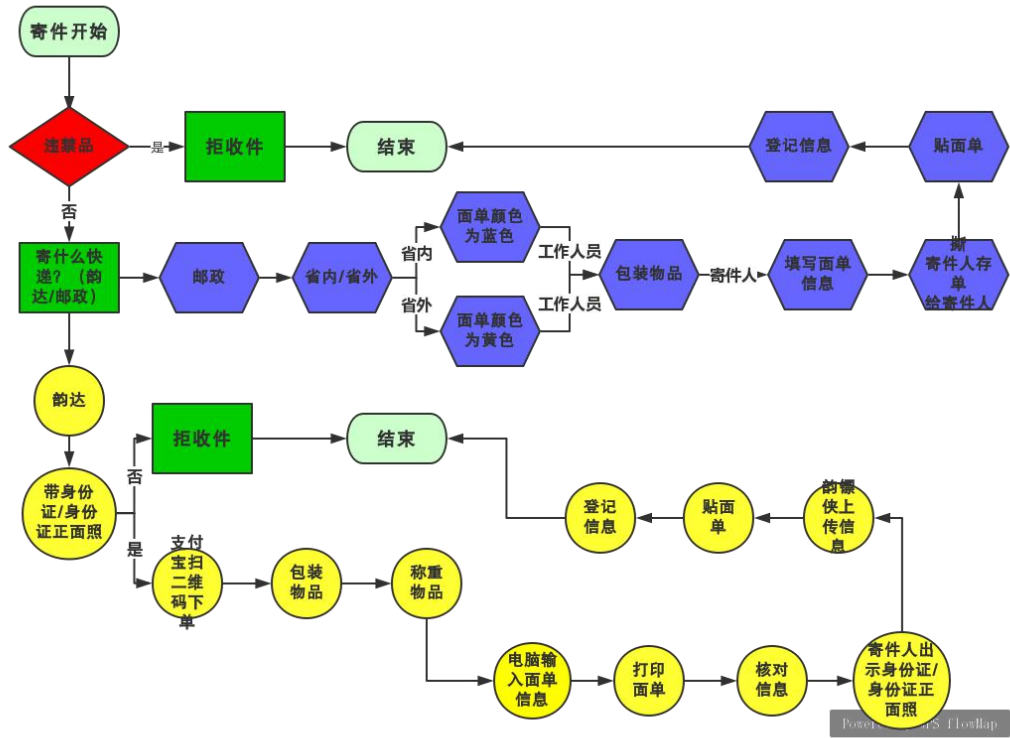 寄件开始
违禁品
是
拒收件
结束
登记信息
贴面单
否
寄什么快
递？（韵
达/邮政）
邮政
省内/省外
省内
省外
面单颜色
为蓝色
面单颜色
为黄色
工作人员
工作人员
包装物品
寄件人
填写面单
信息
撕
寄件人存
单
给寄件人
韵达
带身份
证/身份
证正面照
否
是
拒收件
结束
支付
宝扫
二维
码下
单
包装
物品
称重
物品
电脑输
入面单
信息
打印
面单
核对
信息
寄件人出
示身份证/
身份证正
面照
韵镖
侠上
传信
息
贴面
单
登记
信息